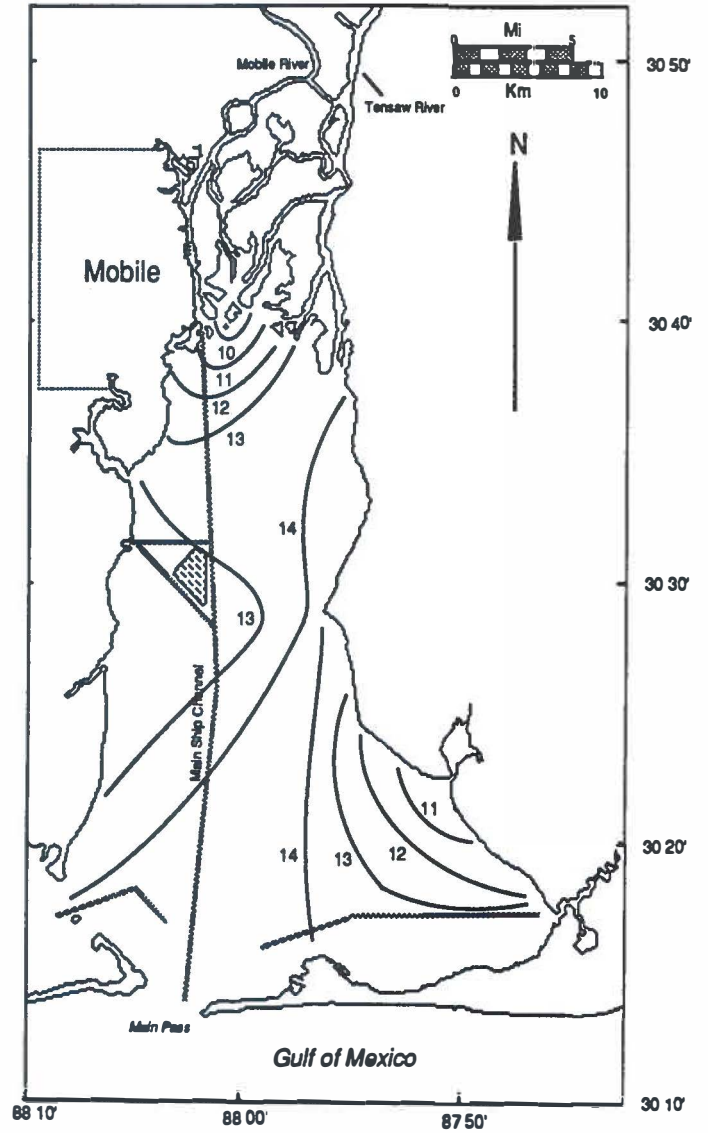 Mi
0 5
30 50'
Mobile River
0 Km 10
Tensaw River
N
Mobile
30 40'
10
11
12
13
14
30 30'
13
Main Ship Channel
11
14
13
12
30 20'
Main Pass
Gulf of Mexico
30 10'
88 10'
88 00'
87 50'